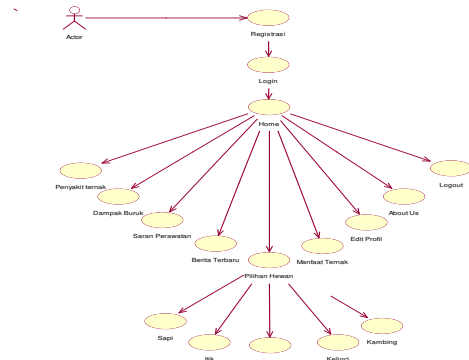 Actor
Registrasi
Login
Home
Penyakit ternak
Logout
Dampak Buruk
About Us
Saran Perawatan
Edit Profil
Berita Terbaru
Manfaat Ternak
Pilihan Hewan
Sapi
Kambing
Itik
Kelinci